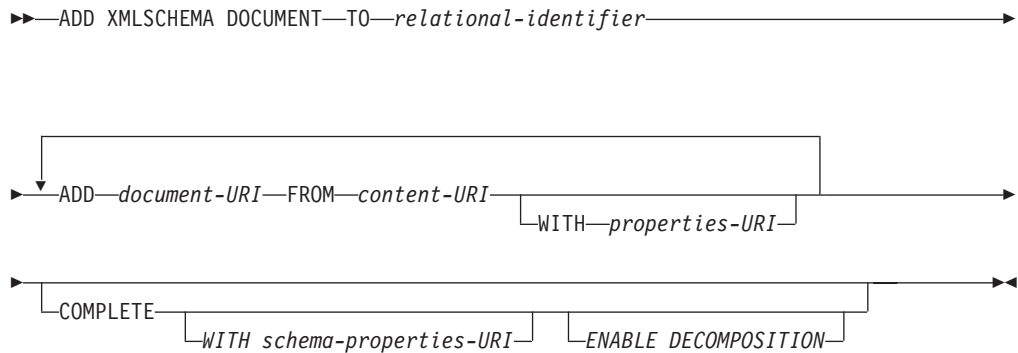 ADD XMLSCHEMA DOCUMENT TO relational-identifier
ADD document-URI FROM content-URI
WITH properties-URI
COMPLETE
WITH schema-properties-URI ENABLE DECOMPOSITION